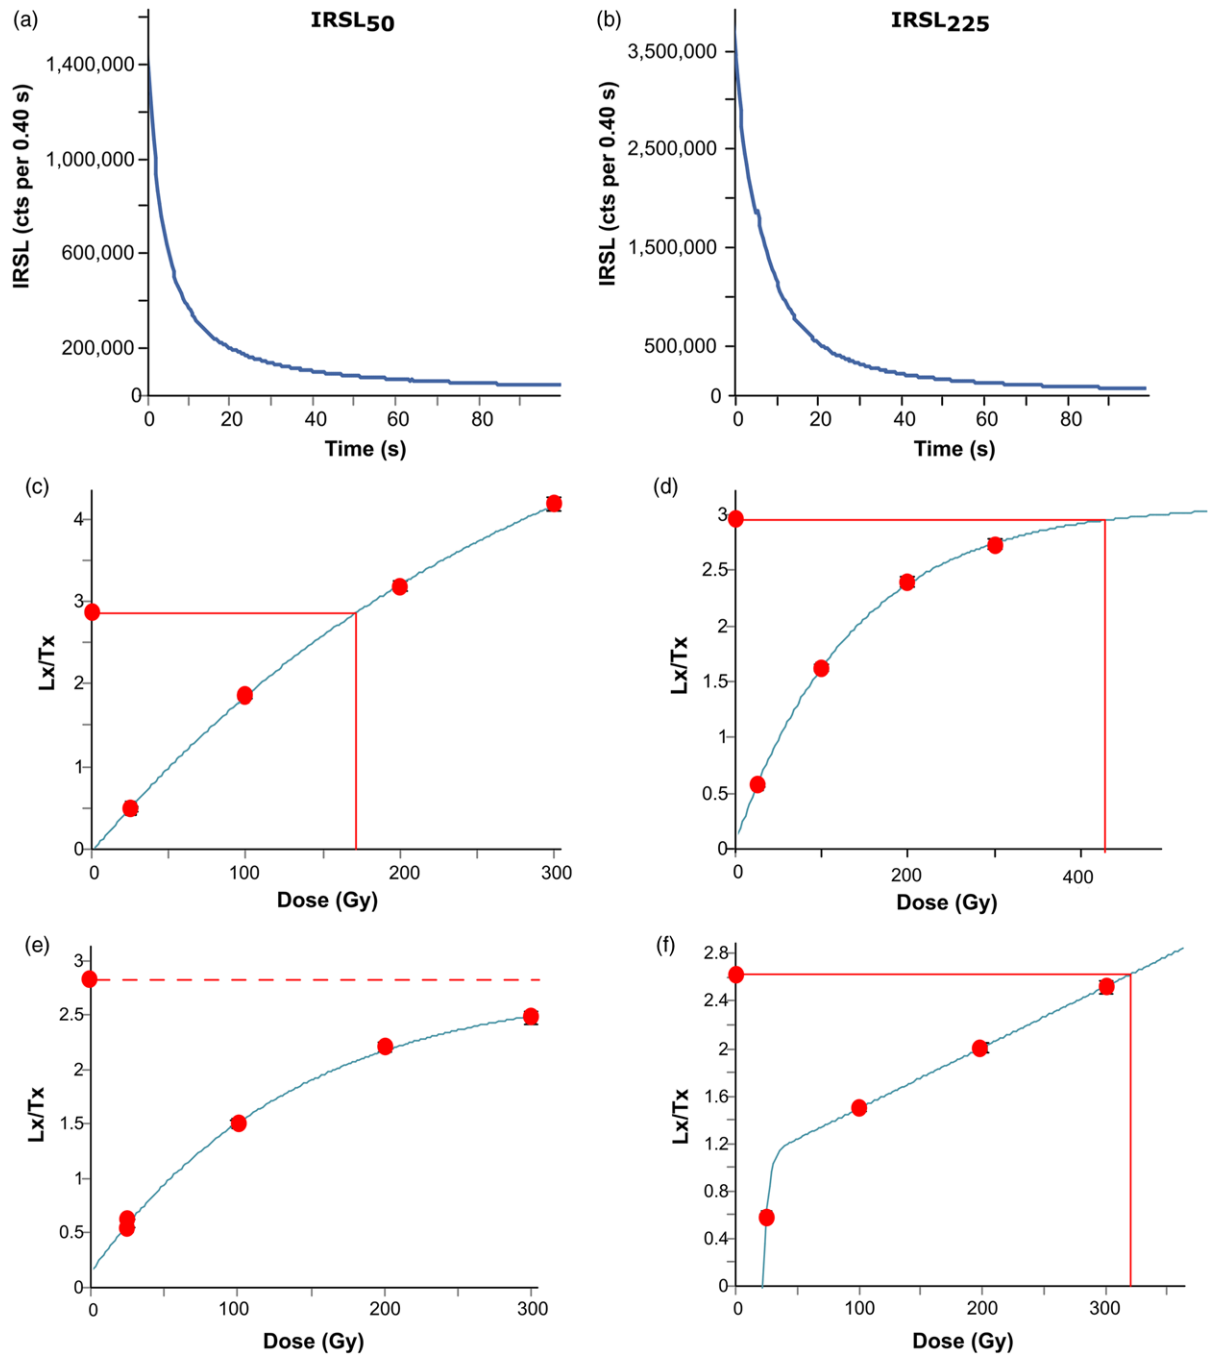 (a)
IRSL50
IRSL (cts per 0.40 s)
1,400,000
1,000,000
600,000
200,000
0
0 20 40 60 80
Time (s)
(b)
IRSL225
IRSL (cts per 0.40 s)
3,500,000
2,500,000
1,500,000
500,000
0
0 20 40 60 80
Time (s)
(c)
Lx/Tx
4
3
2
1
0
0 100 200 300
Dose (Gy)
(d)
Lx/Tx
3
2.5
2
1.5
1
0.5
0
0 200 400
Dose (Gy)
(e)
Lx/Tx
3
2.5
2
1.5
1
0.5
0
0 100 200 300
Dose (Gy)
(f)
Lx/Tx
2.8
2.4
2
1.6
1.2
0.8
0.4
0
0 100 200 300
Dose (Gy)